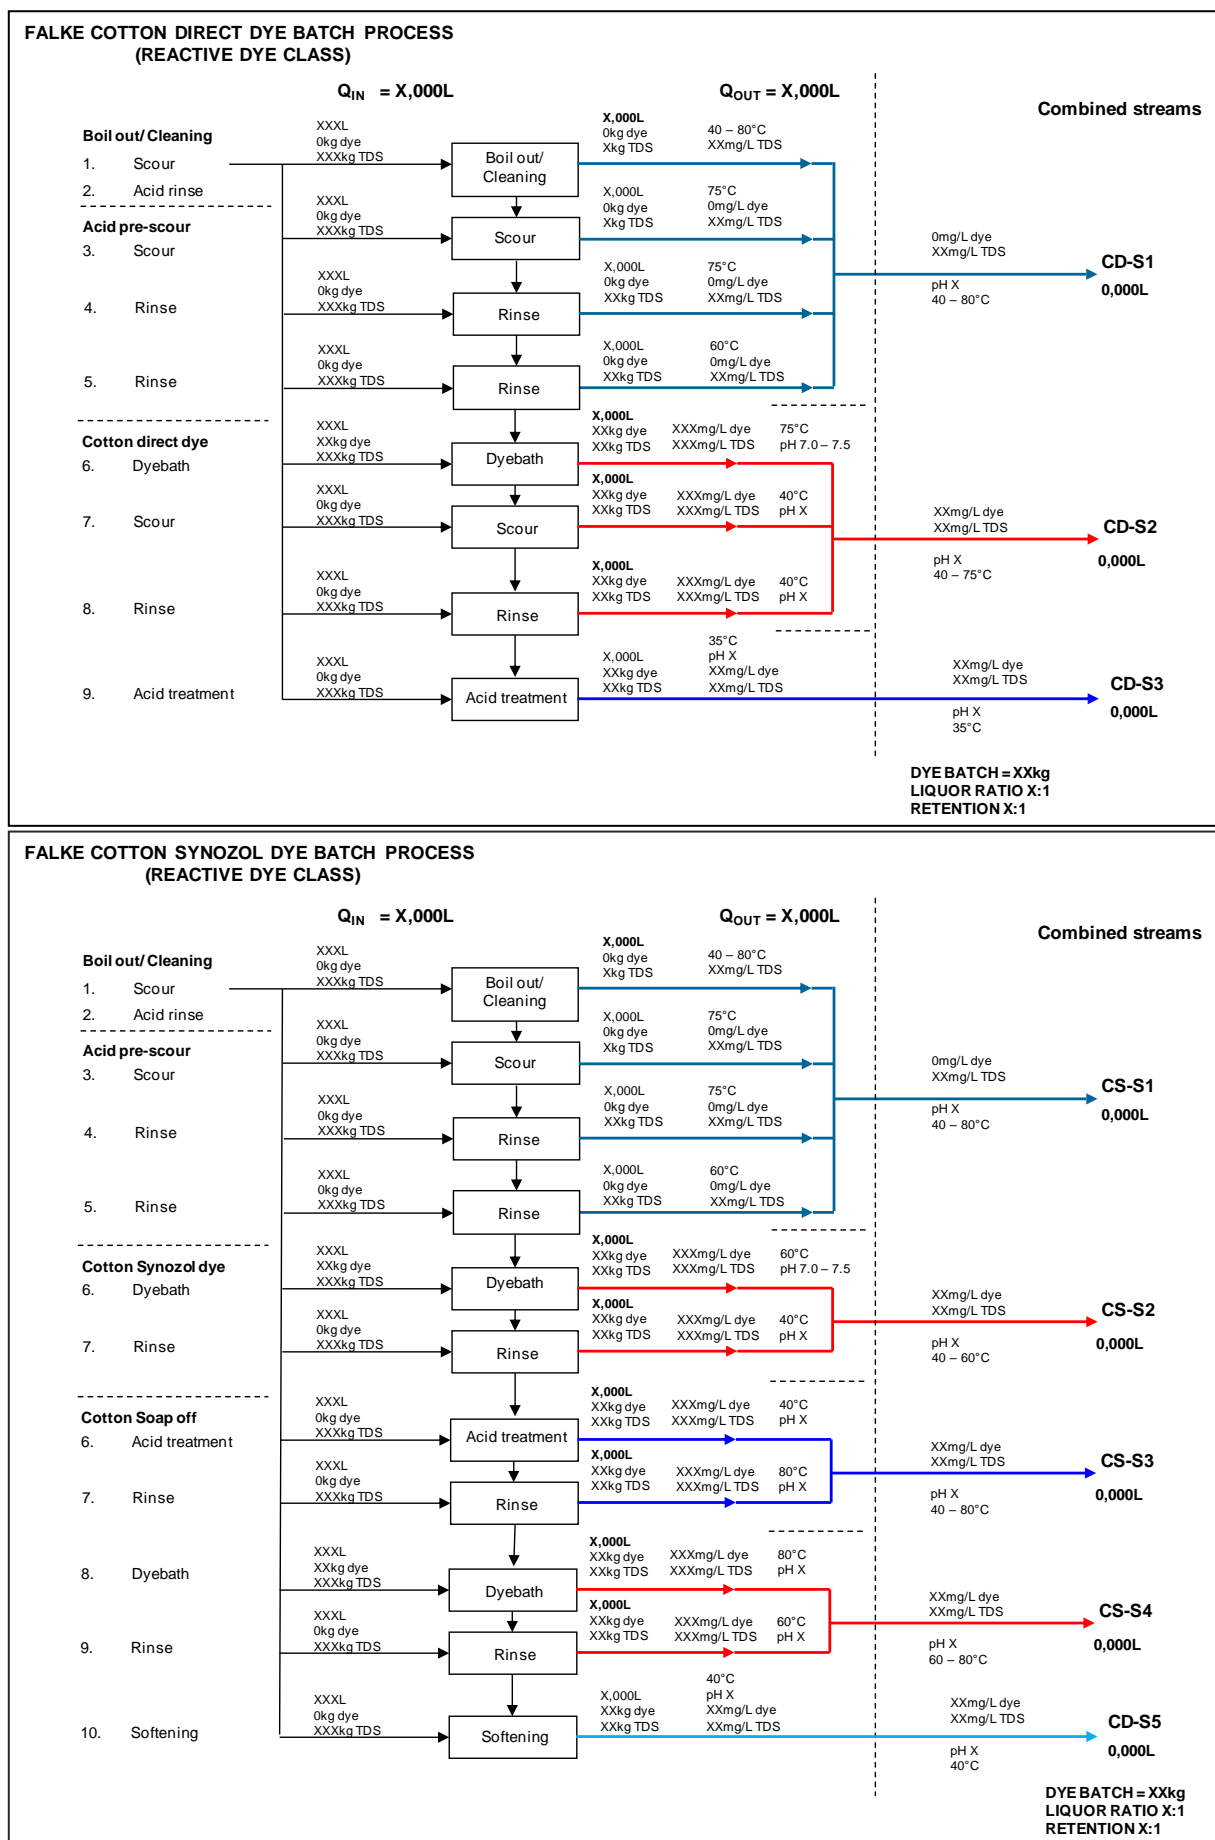 FALKE COTTON DIRECT DYE BATCH PROCESS
(REACTIVE DYE CLASS)
QIN = X,000L
QOUT = X,000L
Combined streams
Boil out/ Cleaning
1. Scour
2. Acid rinse
XXXL
0kg dye
XXXkg TDS
Boil out/
Cleaning
X,000L
0kg dye
Xkg TDS
40 – 80°C
XXmg/L TDS
Acid pre-scour
3. Scour
XXXL
0kg dye
XXXkg TDS
Scour
X,000L
0kg dye
Xkg TDS
75°C
0mg/L dye
XXmg/L TDS
4. Rinse
XXXL
0kg dye
XXXkg TDS
Rinse
X,000L
0kg dye
XXkg TDS
75°C
0mg/L dye
XXmg/L TDS
5. Rinse
XXXL
0kg dye
XXXkg TDS
Rinse
X,000L
0kg dye
XXkg TDS
60°C
0mg/L dye
XXmg/L TDS
0mg/L dye
XXmg/L TDS
pH X
40 – 80°C
CD-S1
0,000L
Cotton direct dye
6. Dyebath
XXXL
XXkg dye
XXXkg TDS
Dyebath
X,000L
XXkg dye
XXkg TDS
XXXmg/L dye
XXXmg/L TDS
75°C
pH 7.0 – 7.5
7. Scour
XXXL
0kg dye
XXXkg TDS
Scour
X,000L
XXkg dye
XXkg TDS
XXXmg/L dye
XXXmg/L TDS
40°C
pH X
8. Rinse
XXXL
0kg dye
XXXkg TDS
Rinse
X,000L
XXkg dye
XXkg TDS
XXXmg/L dye
XXXmg/L TDS
40°C
pH X
XXmg/L dye
XXmg/L TDS
pH X
40 – 75°C
CD-S2
0,000L
9. Acid treatment
XXXL
0kg dye
XXXkg TDS
Acid treatment
X,000L
XXkg dye
XXkg TDS
35°C
pH X
XXmg/L dye
XXmg/L TDS
XXmg/L dye
XXmg/L TDS
pH X
35°C
CD-S3
0,000L
DYE BATCH = XXkg
LIQUOR RATIO X:1
RETENTION X:1
FALKE COTTON SYNOZOL DYE BATCH PROCESS
(REACTIVE DYE CLASS)
QIN = X,000L
QOUT = X,000L
Combined streams
Boil out/ Cleaning
1. Scour
2. Acid rinse
XXXL
0kg dye
XXXkg TDS
Boil out/
Cleaning
X,000L
0kg dye
Xkg TDS
40 – 80°C
XXmg/L TDS
Acid pre-scour
3. Scour
XXXL
0kg dye
XXXkg TDS
Scour
X,000L
0kg dye
Xkg TDS
75°C
0mg/L dye
XXmg/L TDS
4. Rinse
XXXL
0kg dye
XXXkg TDS
Rinse
X,000L
0kg dye
XXkg TDS
75°C
0mg/L dye
XXmg/L TDS
5. Rinse
XXXL
0kg dye
XXXkg TDS
Rinse
X,000L
0kg dye
XXkg TDS
60°C
0mg/L dye
XXmg/L TDS
0mg/L dye
XXmg/L TDS
pH X
40 – 80°C
CS-S1
0,000L
Cotton Synozol dye
6. Dyebath
XXXL
XXkg dye
XXXkg TDS
Dyebath
X,000L
XXkg dye
XXkg TDS
XXXmg/L dye
XXXmg/L TDS
60°C
pH 7.0 – 7.5
7. Rinse
XXXL
0kg dye
XXXkg TDS
Rinse
X,000L
XXkg dye
XXkg TDS
XXXmg/L dye
XXXmg/L TDS
40°C
pH X
XXmg/L dye
XXmg/L TDS
pH X
40 – 60°C
CS-S2
0,000L
Cotton Soap off
6. Acid treatment
XXXL
0kg dye
XXXkg TDS
Acid treatment
X,000L
XXkg dye
XXkg TDS
XXXmg/L dye
XXXmg/L TDS
40°C
pH X
7. Rinse
XXXL
0kg dye
XXXkg TDS
Rinse
X,000L
XXkg dye
XXkg TDS
XXXmg/L dye
XXXmg/L TDS
80°C
pH X
XXmg/L dye
XXmg/L TDS
pH X
40 – 80°C
CS-S3
0,000L
8. Dyebath
XXXL
XXkg dye
XXXkg TDS
Dyebath
X,000L
XXkg dye
XXkg TDS
XXXmg/L dye
XXXmg/L TDS
80°C
pH X
9. Rinse
XXXL
0kg dye
XXXkg TDS
Rinse
X,000L
XXkg dye
XXkg TDS
XXXmg/L dye
XXXmg/L TDS
60°C
pH X
XXmg/L dye
XXmg/L TDS
pH X
60 – 80°C
CS-S4
0,000L
10. Softening
XXXL
0kg dye
XXXkg TDS
Softening
X,000L
XXkg dye
XXkg TDS
40°C
pH X
XXmg/L dye
XXmg/L TDS
XXmg/L dye
XXmg/L TDS
pH X
40°C
CD-S5
0,000L
DYE BATCH = XXkg
LIQUOR RATIO X:1
RETENTION X:1